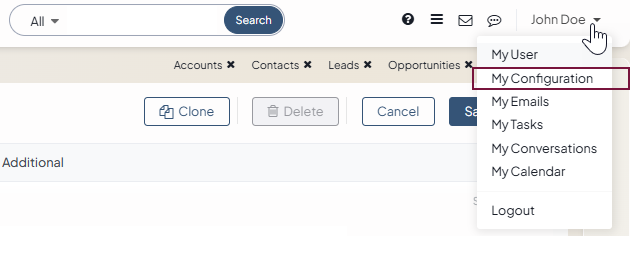 All Search ? John Doe
My User
Accounts × Contacts × Leads × Opportunities ×
My Configuration
Clone Delete Cancel Sa
My Emails
My Tasks
Additional
My Conversations
My Calendar
S
Logout